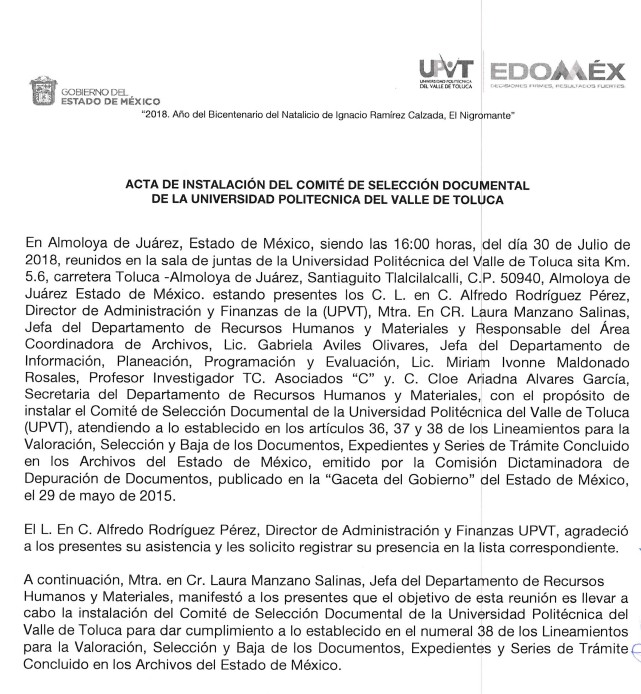 GOBIERNO DEL
ESTADO DE MÉXICO
UPVT
UNIVERSIDAD POLITÉCNICA
DEL VALLE DE TOLUCA
EDOMÉX
DECISIONES FIRMES, RESULTADOS FUERTES.
“2018. Año del Bicentenario del Natalicio de Ignacio Ramírez Calzada, El Nigromante”
ACTA DE INSTALACIÓN DEL COMITÉ DE SELECCIÓN DOCUMENTAL
DE LA UNIVERSIDAD POLITECNICA DEL VALLE DE TOLUCA
En Almoloya de Juárez, Estado de México, siendo las 16:00 horas, del día 30 de Julio de
2018, reunidos en la sala de juntas de la Universidad Politécnica del Valle de Toluca sita Km.
5.6, carretera Toluca -Almoloya de Juárez, Santiaguito Tlalcilalcalli, C.P. 50940, Almoloya de
Juárez Estado de México. estando presentes los C. L. en C. Alfredo Rodríguez Pérez,
Director de Administración y Finanzas de la (UPVT), Mtra. En CR. Laura Manzano Salinas,
Jefa del Departamento de Recursos Humanos y Materiales y Responsable del Área
Coordinadora de Archivos, Lic. Gabriela Aviles Olivares, Jefa del Departamento de
Información, Planeación, Programación y Evaluación, Lic. Miriam Ivonne Maldonado
Rosales, Profesor Investigador TC. Asociados “C” y. C. Cloe Ariadna Alvares García,
Secretaria del Departamento de Recursos Humanos y Materiales, con el propósito de
instalar el Comité de Selección Documental de la Universidad Politécnica del Valle de Toluca
(UPVT), atendiendo a lo establecido en los artículos 36, 37 y 38 de los Lineamientos para la
Valoración, Selección y Baja de los Documentos, Expedientes y Series de Trámite Concluido
en los Archivos del Estado de México, emitido por la Comisión Dictaminadora de
Depuración de Documentos, publicado en la “Gaceta del Gobierno” del Estado de México,
el 29 de mayo de 2015.
El L. En C. Alfredo Rodríguez Pérez, Director de Administración y Finanzas UPVT, agradeció
a los presentes su asistencia y les solicito registrar su presencia en la lista correspondiente.
A continuación, Mtra. en Cr. Laura Manzano Salinas, Jefa del Departamento de Recursos
Humanos y Materiales, manifestó a los presentes que el objetivo de esta reunión es llevar a
cabo la instalación del Comité de Selección Documental de la Universidad Politécnica del
Valle de Toluca para dar cumplimiento a lo establecido en el numeral 38 de los Lineamientos
para la Valoración, Selección y Baja de los Documentos, Expedientes y Series de Trámite
Concluido en los Archivos del Estado de México.